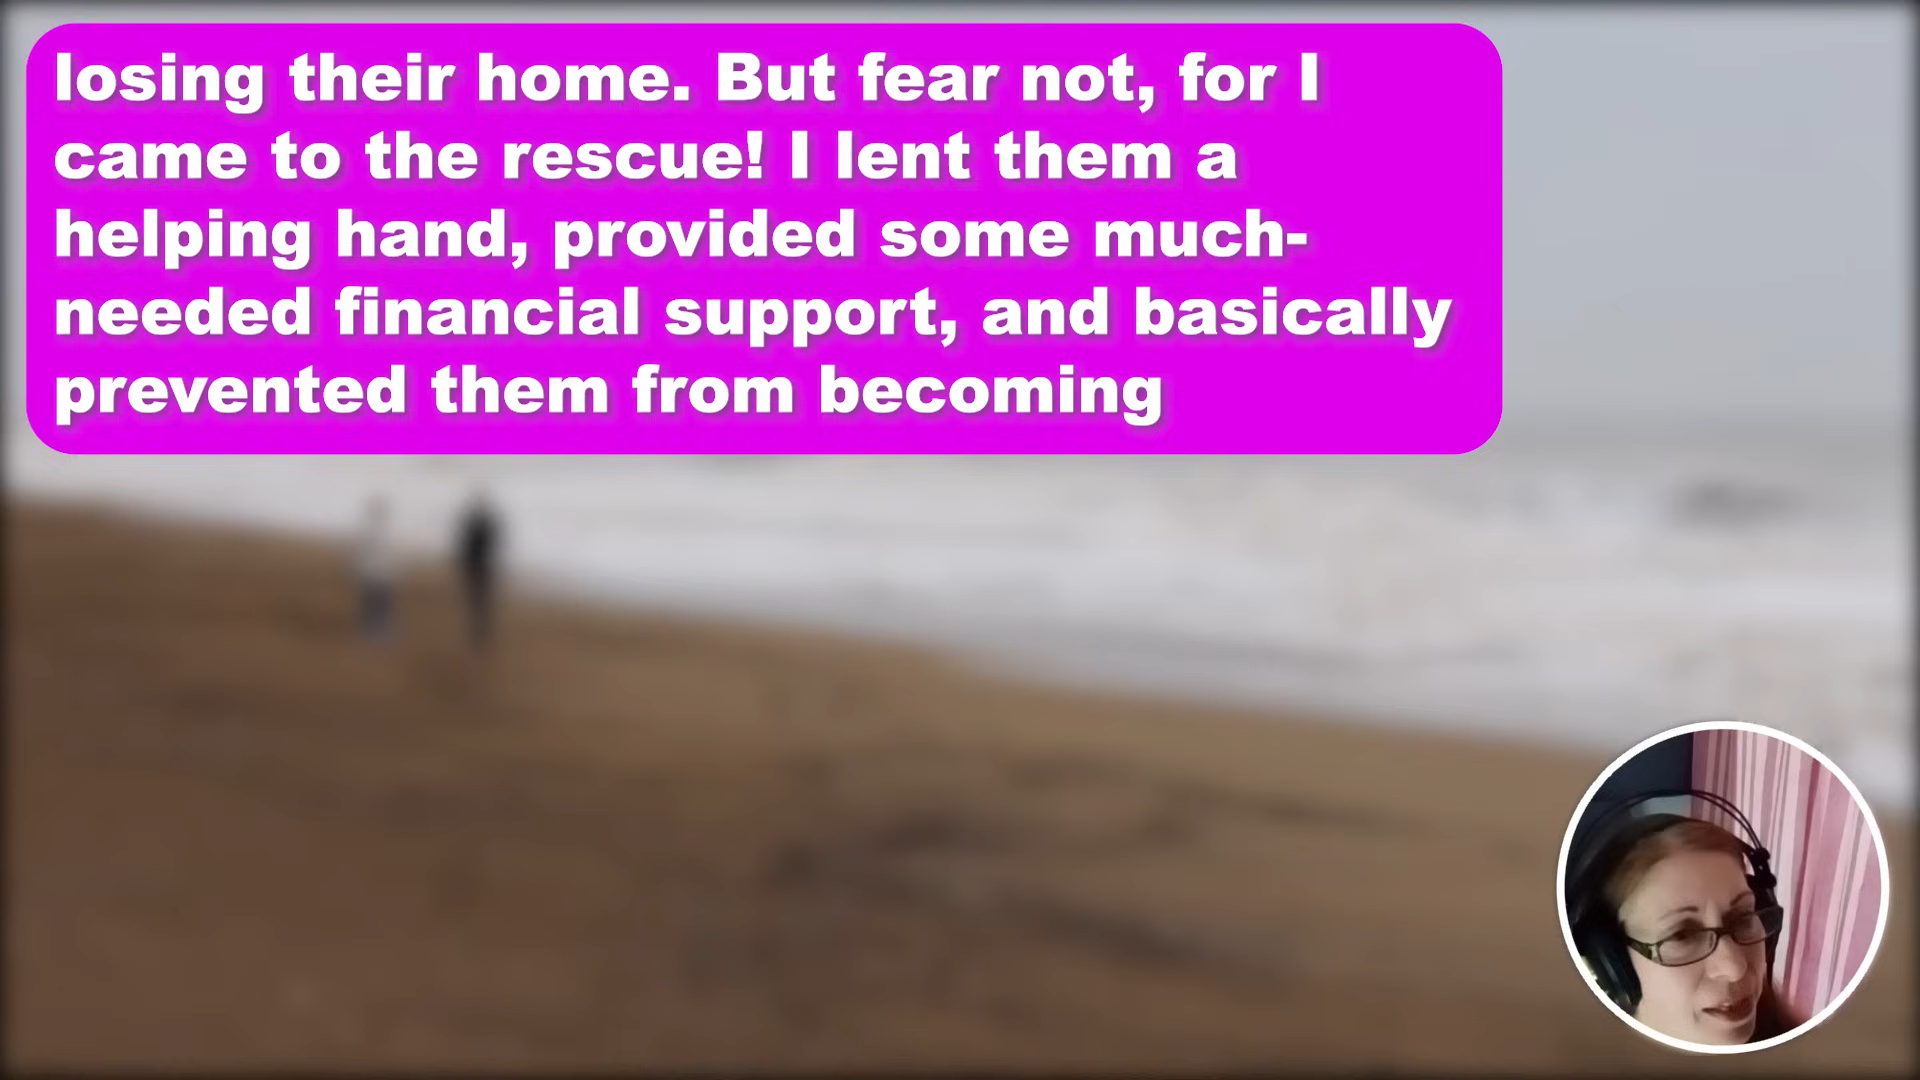 losing their home. But fear not, for I
came to the rescue! I lent them a
helping hand, provided some much-
needed financial support, and basically
prevented them from becoming